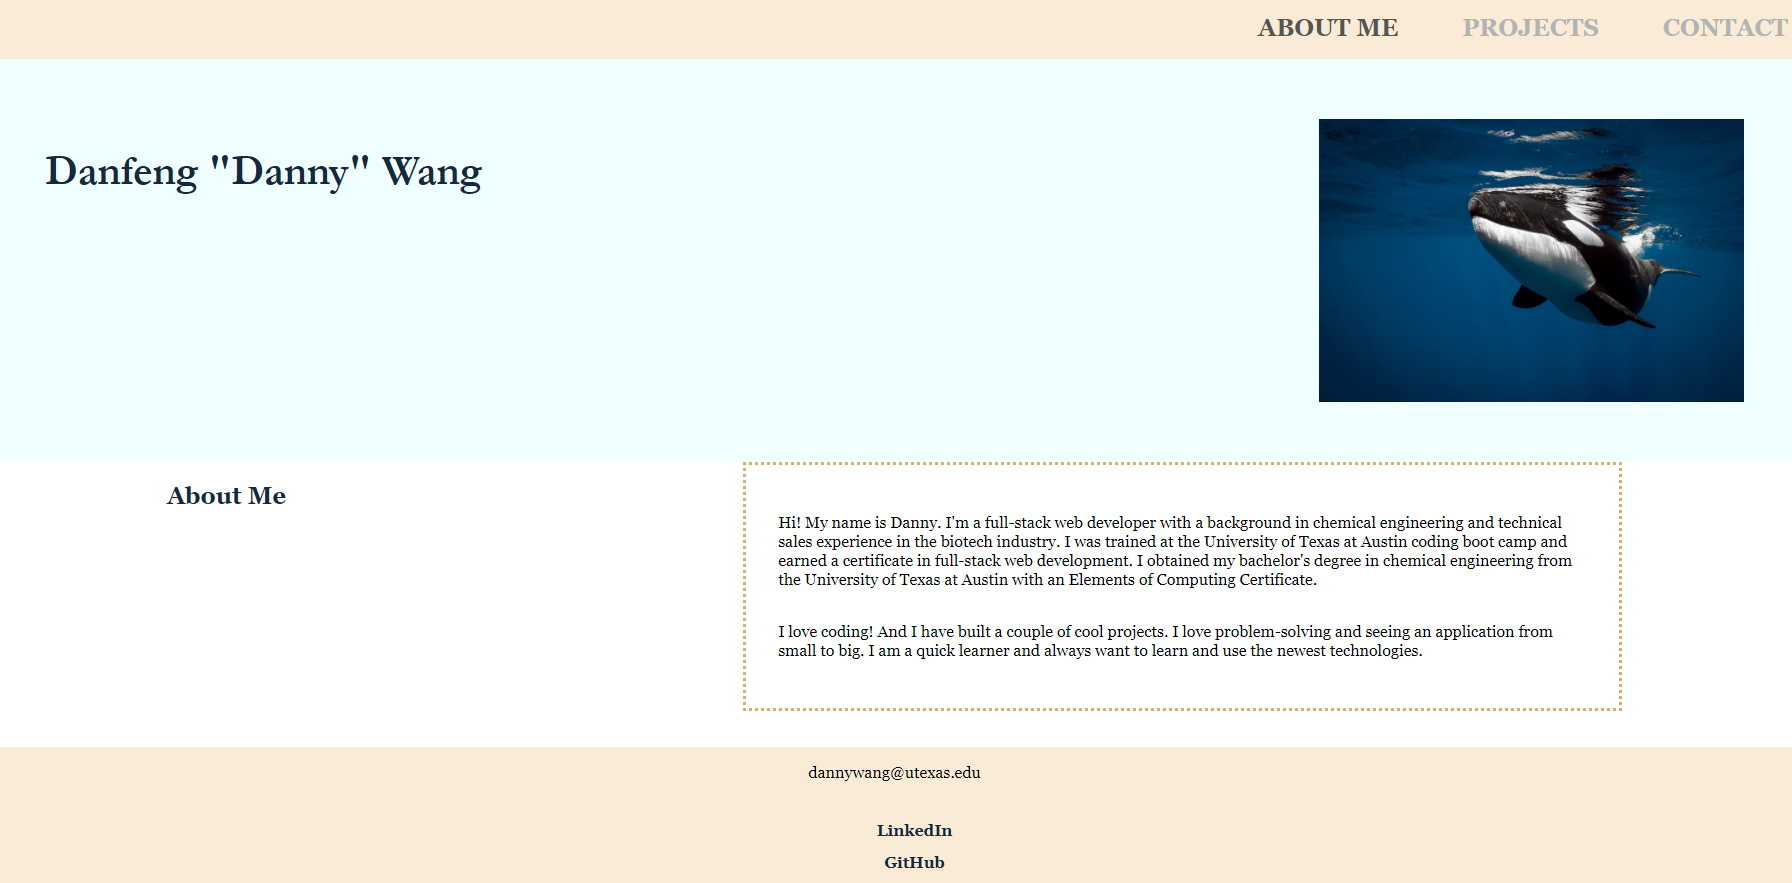 ABOUT ME PROJECTS CONTACT
Danfeng "Danny" Wang
About Me
Hi! My name is Danny. I'm a full-stack web developer with a background in chemical engineering and technical
sales experience in the biotech industry. I was trained at the University of Texas at Austin coding boot camp and
earned a certificate in full-stack web development. I obtained my bachelor's degree in chemical engineering from
the University of Texas at Austin with an Elements of Computing Certificate.
I love coding! And I have built a couple of cool projects. I love problem-solving and seeing an application from
small to big. I am a quick learner and always want to learn and use the newest technologies.
dannywang@utexas.edu
LinkedIn
GitHub